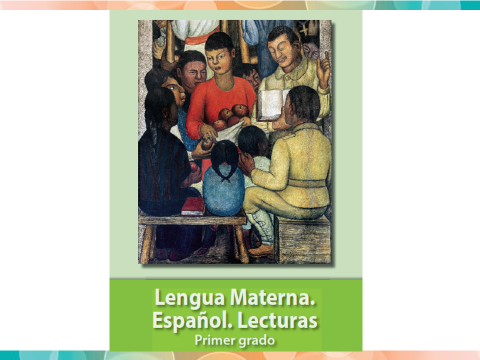 Lengua Materna.
Español. Lecturas
Primer grado